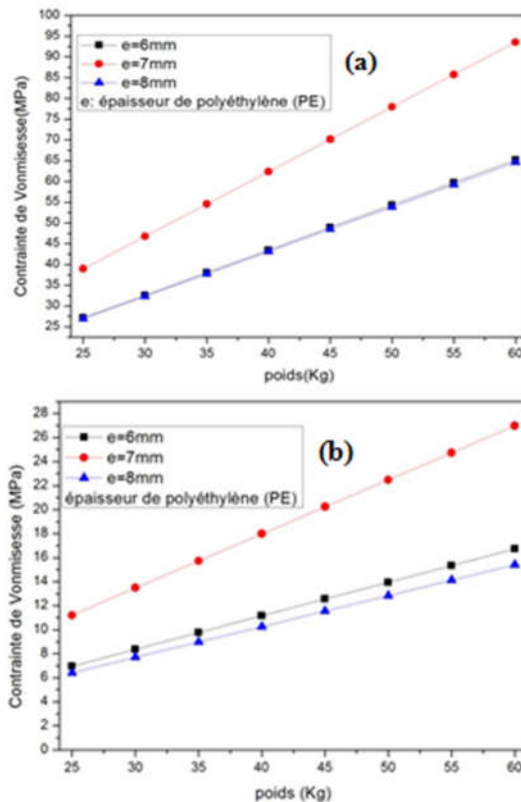 100
95
90
85
80
75
70
65
60
55
50
45
40
35
30
25
Contrainte de Vonmisesse(MPa)
e=6mm
e=7mm
e=8mm
e: épaisseur de polyéthylène (PE)
(a)
25 30 35 40 45 50 55 60
poids(Kg)
28
26
24
22
20
18
16
14
12
10
8
6
4
2
0
Contrainte de Vonmisesse (MPa)
e=6mm
e=7mm
e=8mm
épaisseur de polyéthylène (PE)
(b)
25 30 35 40 45 50 55 60
poids (Kg)